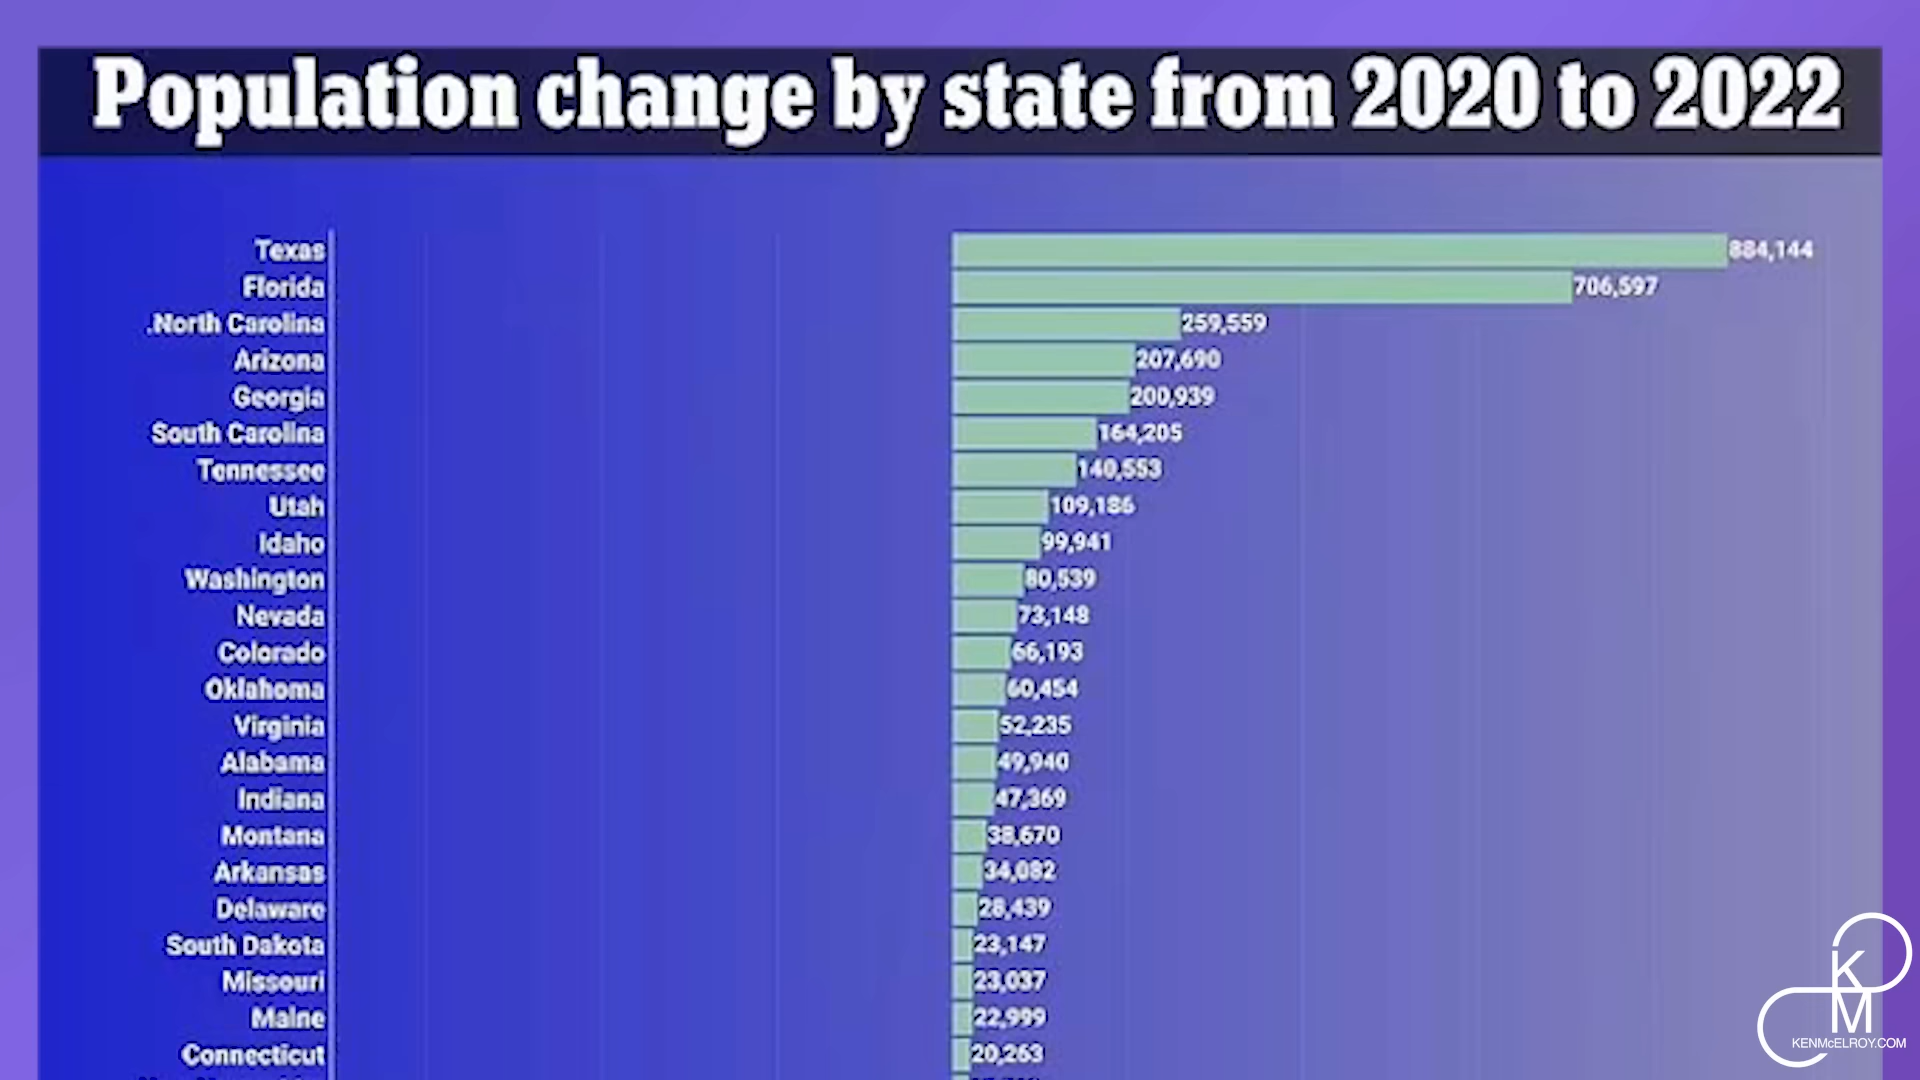 Population change by state from 2020 to 2022
Texas 884,144
Florida 706,597
.North Carolina 259,559
Arizona 207,690
Georgia 200,939
South Carolina 164,205
Tennessee 140,553
Utah 109,186
Idaho 99,941
Washington 80,539
Nevada 73,148
Colorado 66,193
Oklahoma 60,454
Virginia 52,235
Alabama 49,940
Indiana 47,369
Montana 38,670
Arkansas 34,082
Delaware 28,439
South Dakota 23,147
Missouri 23,037
Maine 22,999
Connecticut 20,263
K
M
KENMcELROY.COM